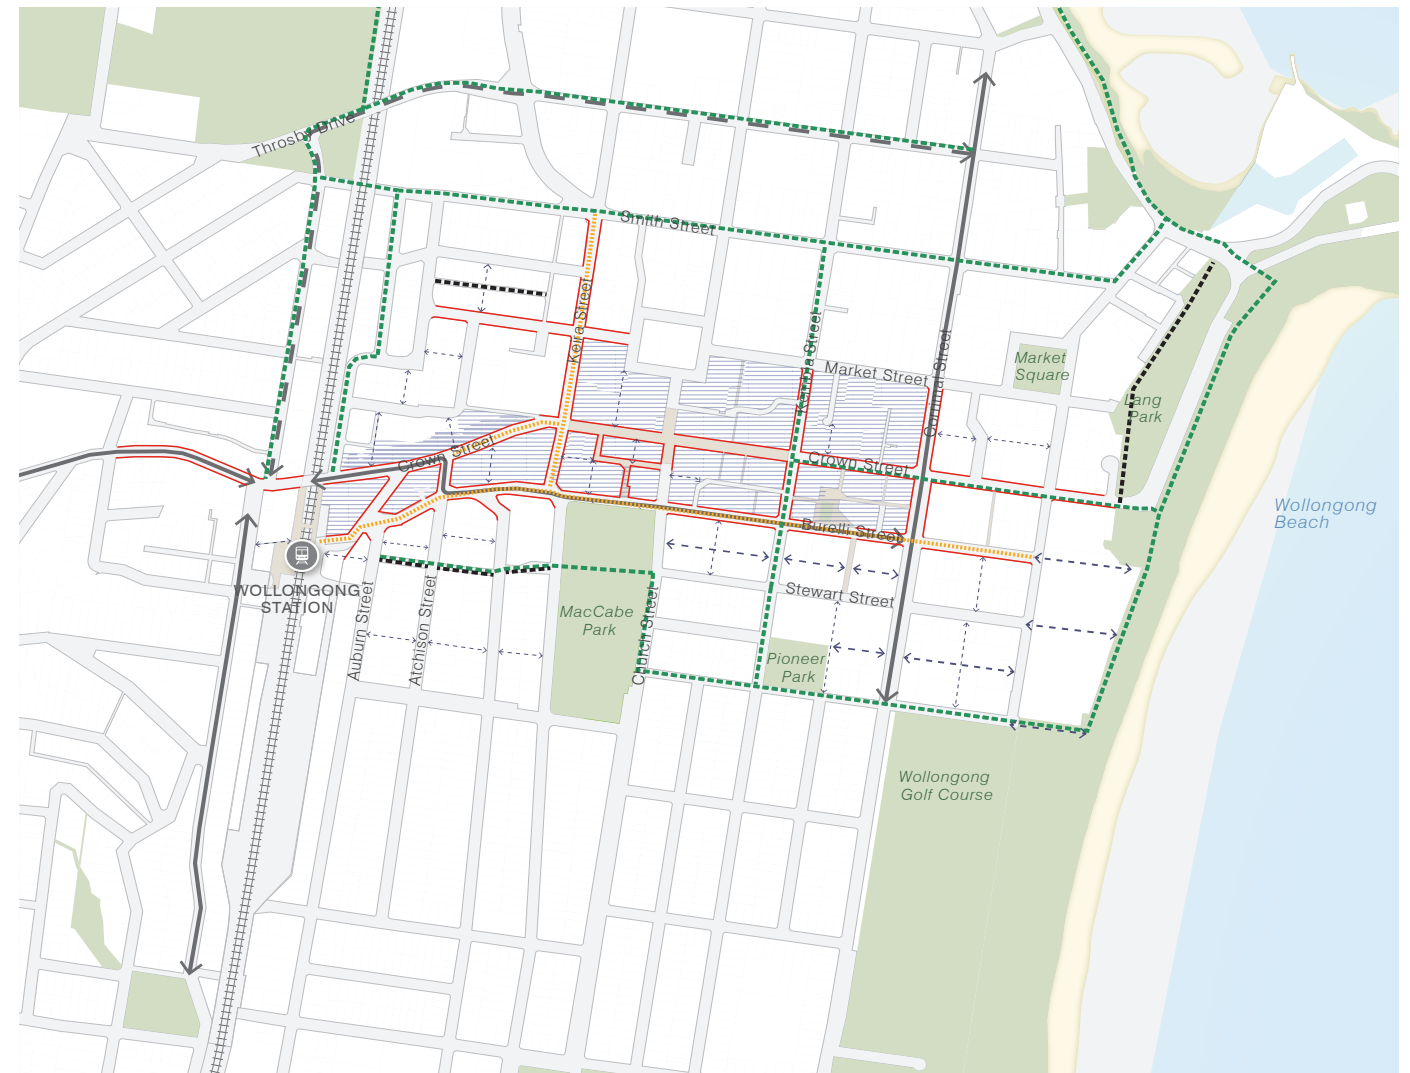 Throsby Drive
Smith Street
Keira Street
Kembla Street
Corrimal Street
Market Street
Market
Square
Lang
Park
Crown Street
Crown Street
Wollongong
Beach
Burelli Street
WOLLONGONG
STATION
Auburn Street
Atchison Street
MacCabe
Park
Church Street
Stewart Street
Pioneer
Park
Wollongong
Golf Course